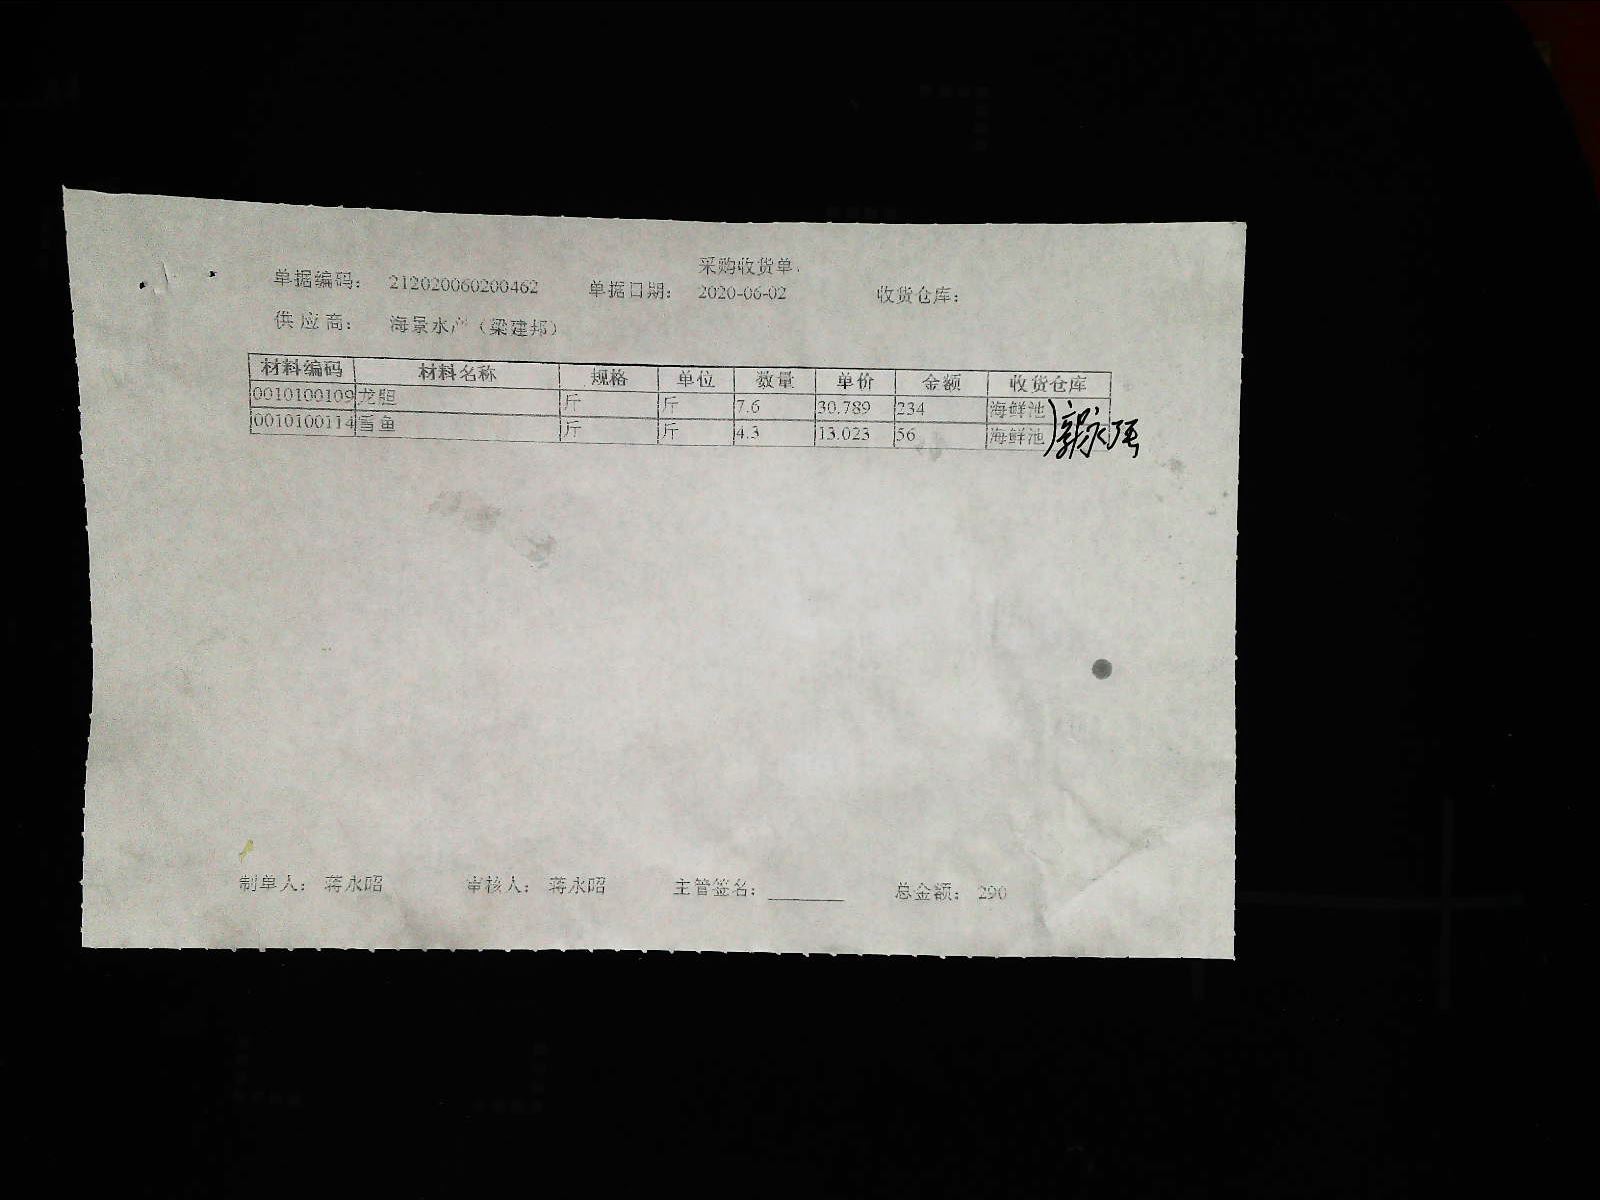 采购收货单
单据编码: 212020060200462 单据日期: 2020-06-02 收货仓库:
供应商: 海景水产（梁建邦）
材料编码 材料名称 规格 单位 数量 单价 金额 收货仓库
0010100109 龙胆 斤 斤 7.6 30.789 234 海鲜池
0010100114 雪鱼 斤 斤 4.3 13.023 56 海鲜池
制单人: 蒋永昭 审核人: 蒋永昭 主管签名: 总金额: 290